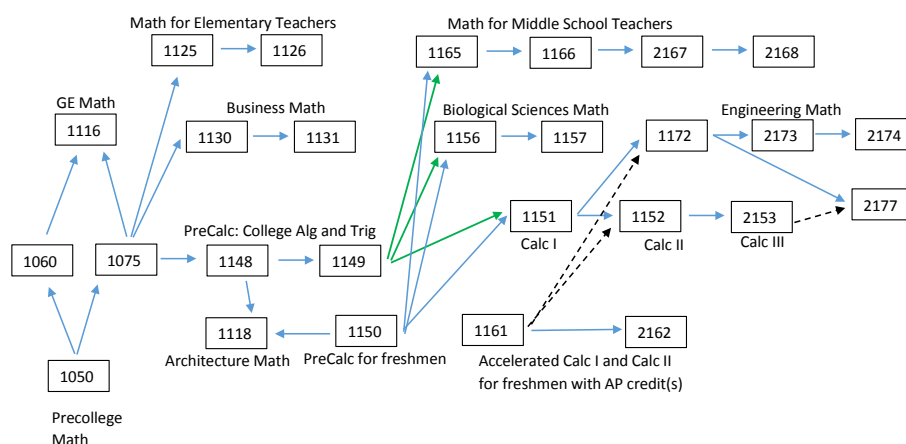 Math for Elementary Teachers
Math for Middle School Teachers
1125
1126
1165
1166
2167
2168
GE Math
Business Math
Biological Sciences Math
Engineering Math
1116
1130
1131
1156
1157
1172
2173
2174
1151
1152
2153
2177
PreCalc: College Alg and Trig
Calc I
Calc II
Calc III
1060
1075
1148
1149
1118
1150
1161
2162
Architecture Math
PreCalc for freshmen
Accelerated Calc I and Calc II
for freshmen with AP credit(s)
1050
Precollege
Math